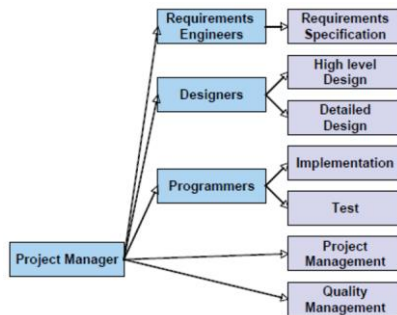 Requirements
Engineers
Requirements
Specification
High level
Design
Designers
Detailed
Design
Implementation
Programmers
Test
Project Manager
Project
Management
Quality
Management